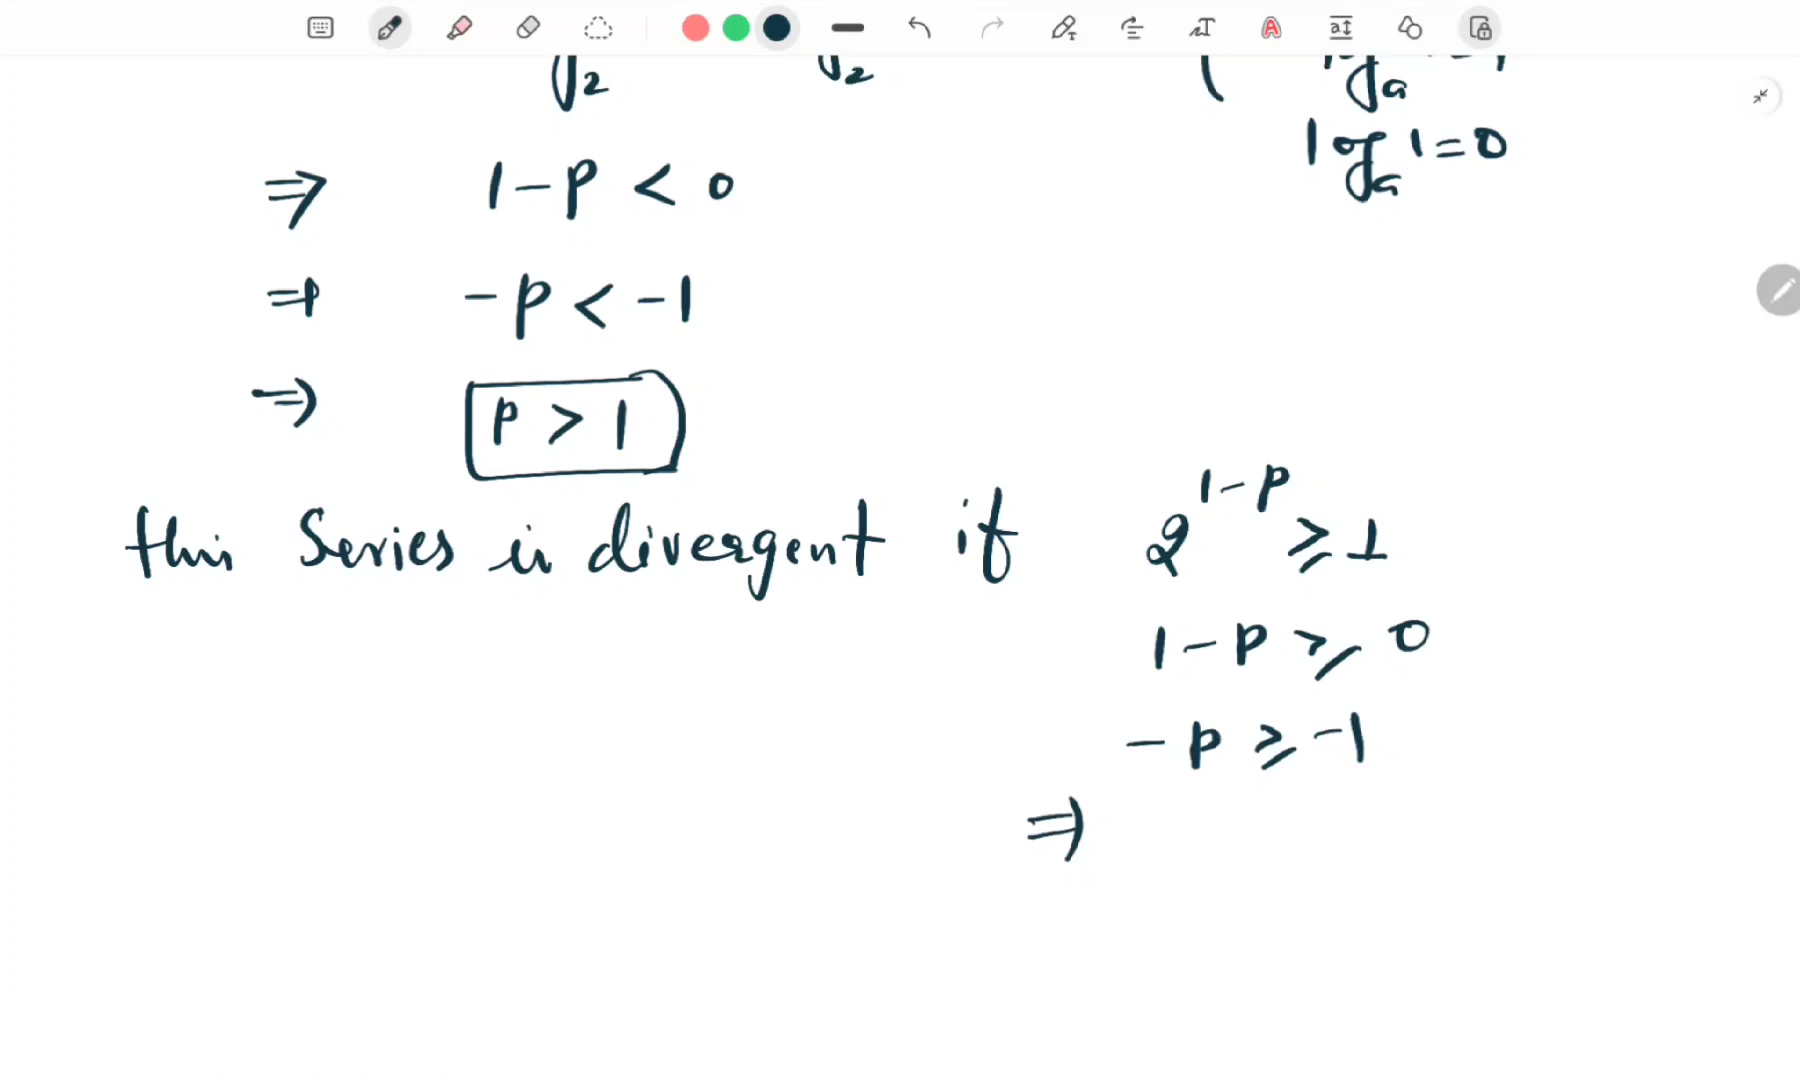 log_a 1 = 0
⇒ 1 - p < 0
⇒ - p < -1
⇒ p > 1
this Series is divergent if 2^{1-p} ≥ 1
1 - p ≥ 0
- p ≥ -1
⇒